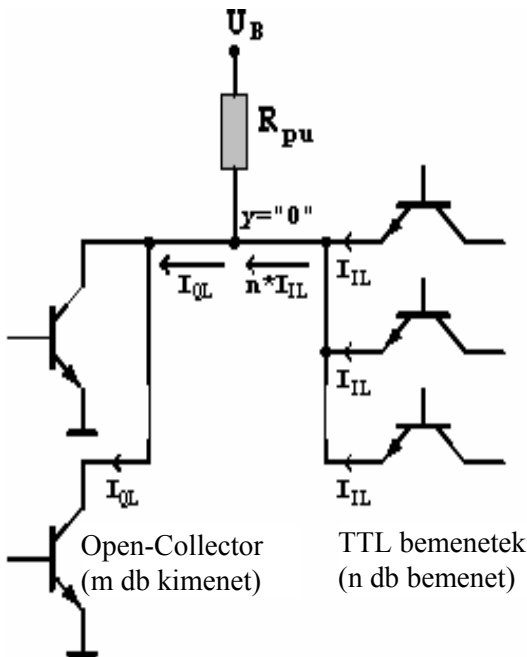 U_B
R_pu
y="0"
I_QL
n*I_IL
I_IL
I_IL
I_QL
I_IL
Open-Collector
(m db kimenet)
TTL bemenetek
(n db bemenet)